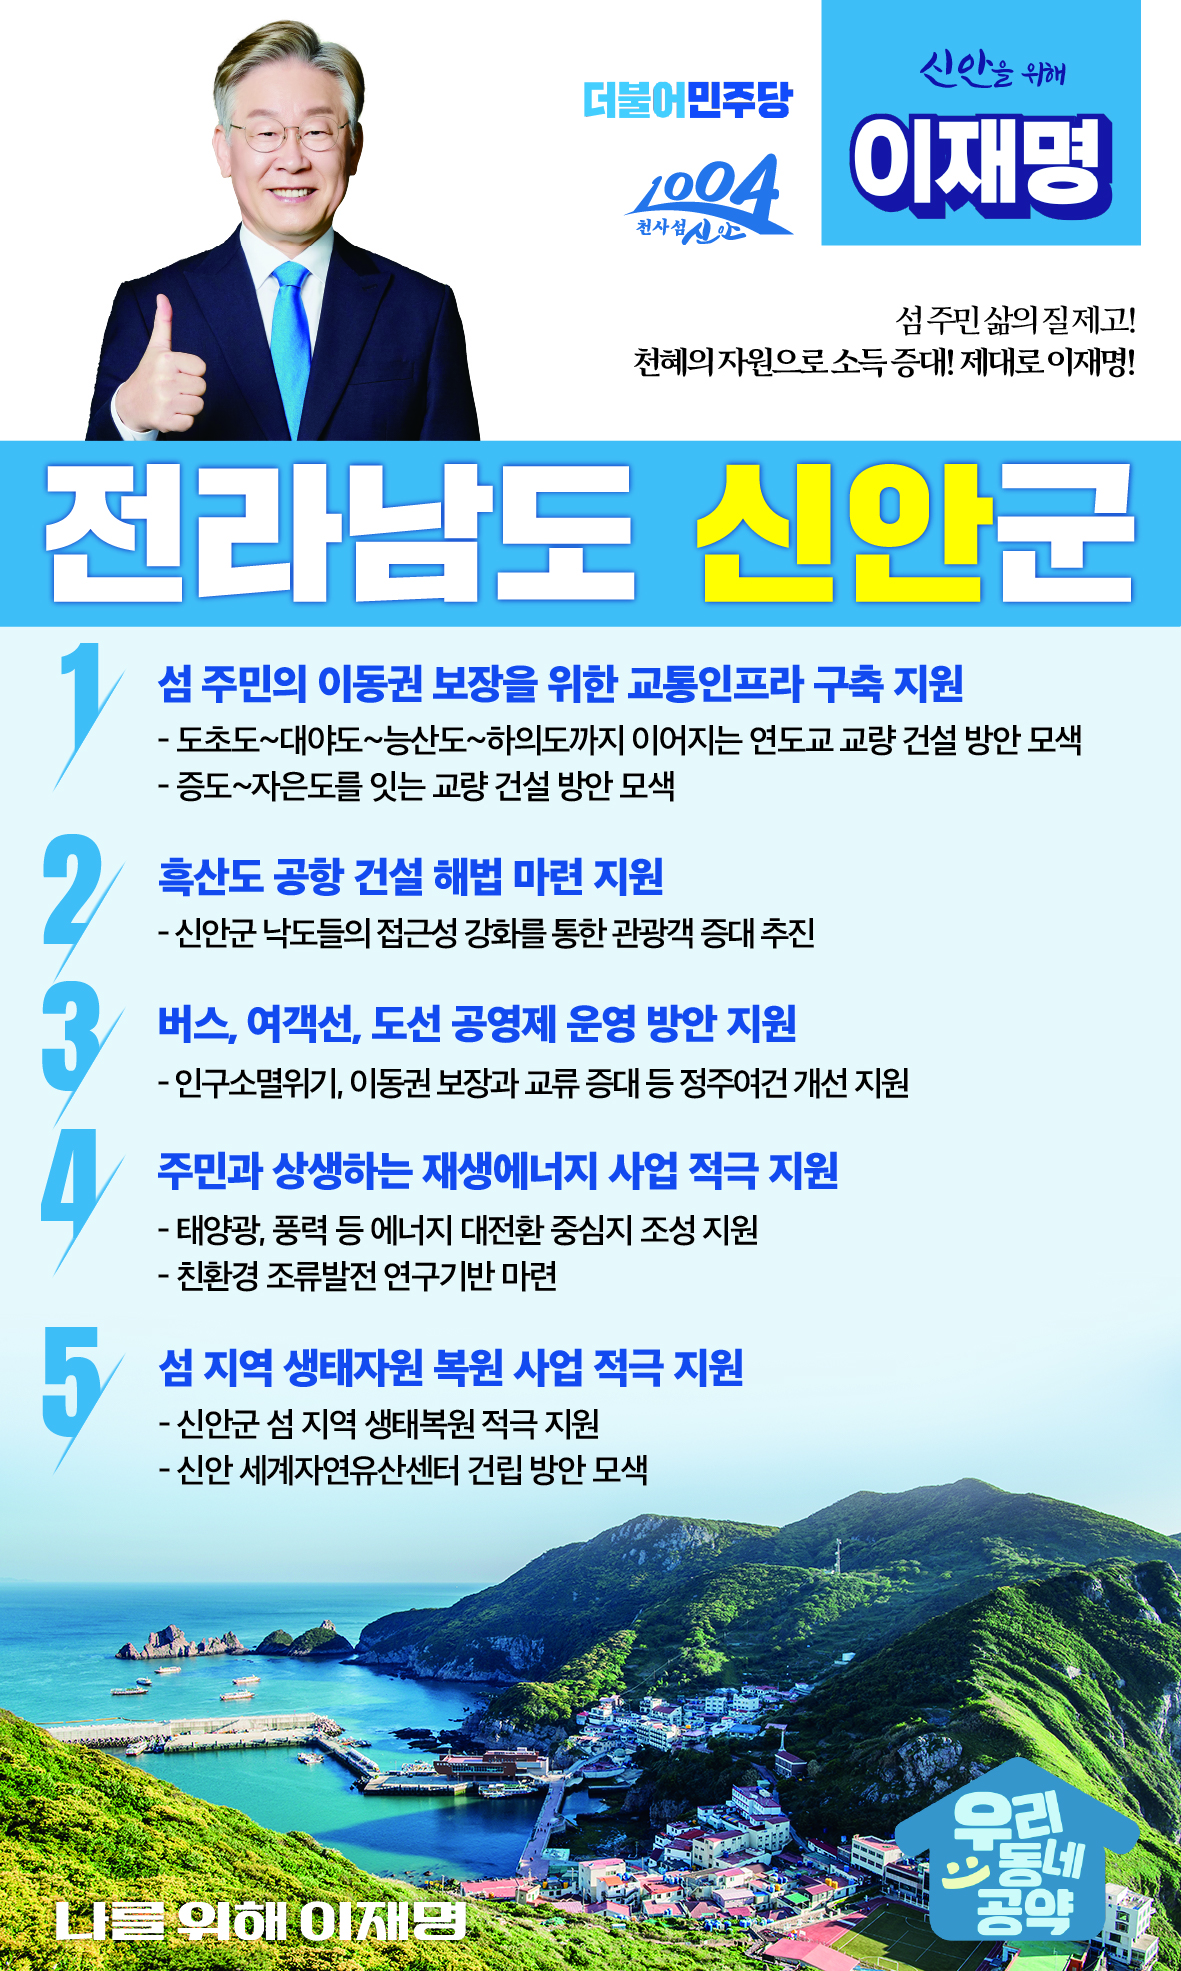 더불어민주당
1004
천사섬 신안
신안을 위해
이재명
섬 주민 삶의 질 제고!
천혜의 자원으로 소득 증대! 제대로 이재명!
전라남도 신안군
1
섬 주민의 이동권 보장을 위한 교통인프라 구축 지원
- 도초도~대야도~능산도~하의도까지 이어지는 연도교 교량 건설 방안 모색
- 증도~자은도를 잇는 교량 건설 방안 모색
2
흑산도 공항 건설 해법 마련 지원
- 신안군 낙도들의 접근성 강화를 통한 관광객 증대 추진
3
버스, 여객선, 도선 공영제 운영 방안 지원
- 인구소멸위기, 이동권 보장과 교류 증대 등 정주여건 개선 지원
4
주민과 상생하는 재생에너지 사업 적극 지원
- 태양광, 풍력 등 에너지 대전환 중심지 조성 지원
- 친환경 조류발전 연구기반 마련
5
섬 지역 생태자원 복원 사업 적극 지원
- 신안군 섬 지역 생태복원 적극 지원
- 신안 세계자연유산센터 건립 방안 모색
우리
동네
공약
나를 위해 이재명